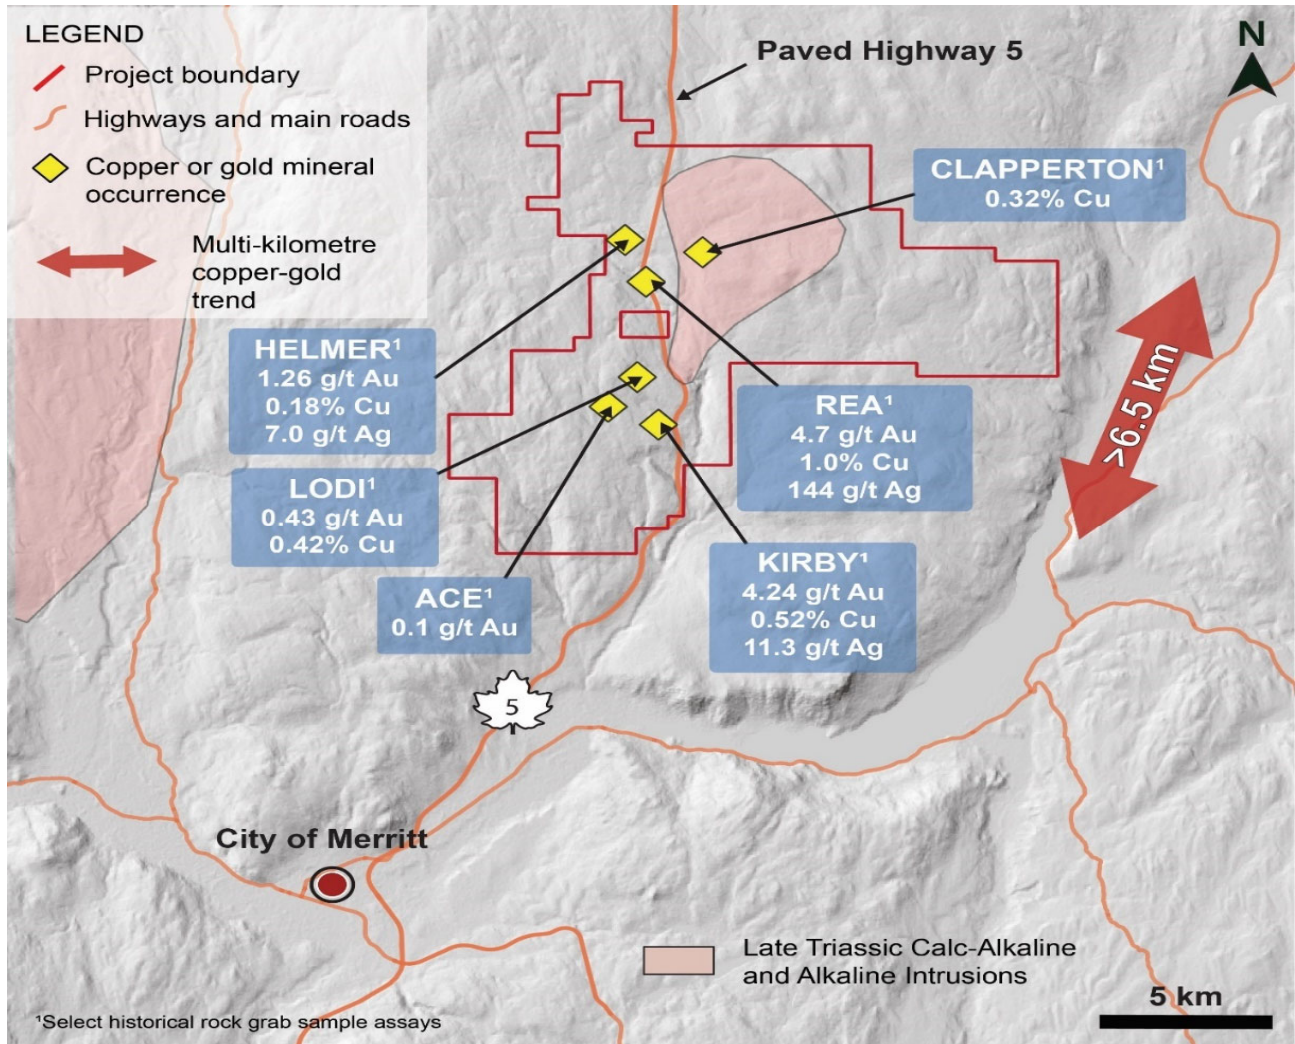 LEGEND
Project boundary
Highways and main roads
Copper or gold mineral
occurrence
Multi-kilometre
copper-gold
trend
Paved Highway 5
N
CLAPPERTON¹
0.32% Cu
HELMER¹
1.26 g/t Au
0.18% Cu
7.0 g/t Ag
LODI¹
0.43 g/t Au
0.42% Cu
ACE¹
0.1 g/t Au
REA¹
4.7 g/t Au
1.0% Cu
144 g/t Ag
KIRBY¹
4.24 g/t Au
0.52% Cu
11.3 g/t Ag
>6.5 km
5
City of Merritt
Late Triassic Calc-Alkaline
and Alkaline Intrusions
5 km
¹Select historical rock grab sample assays